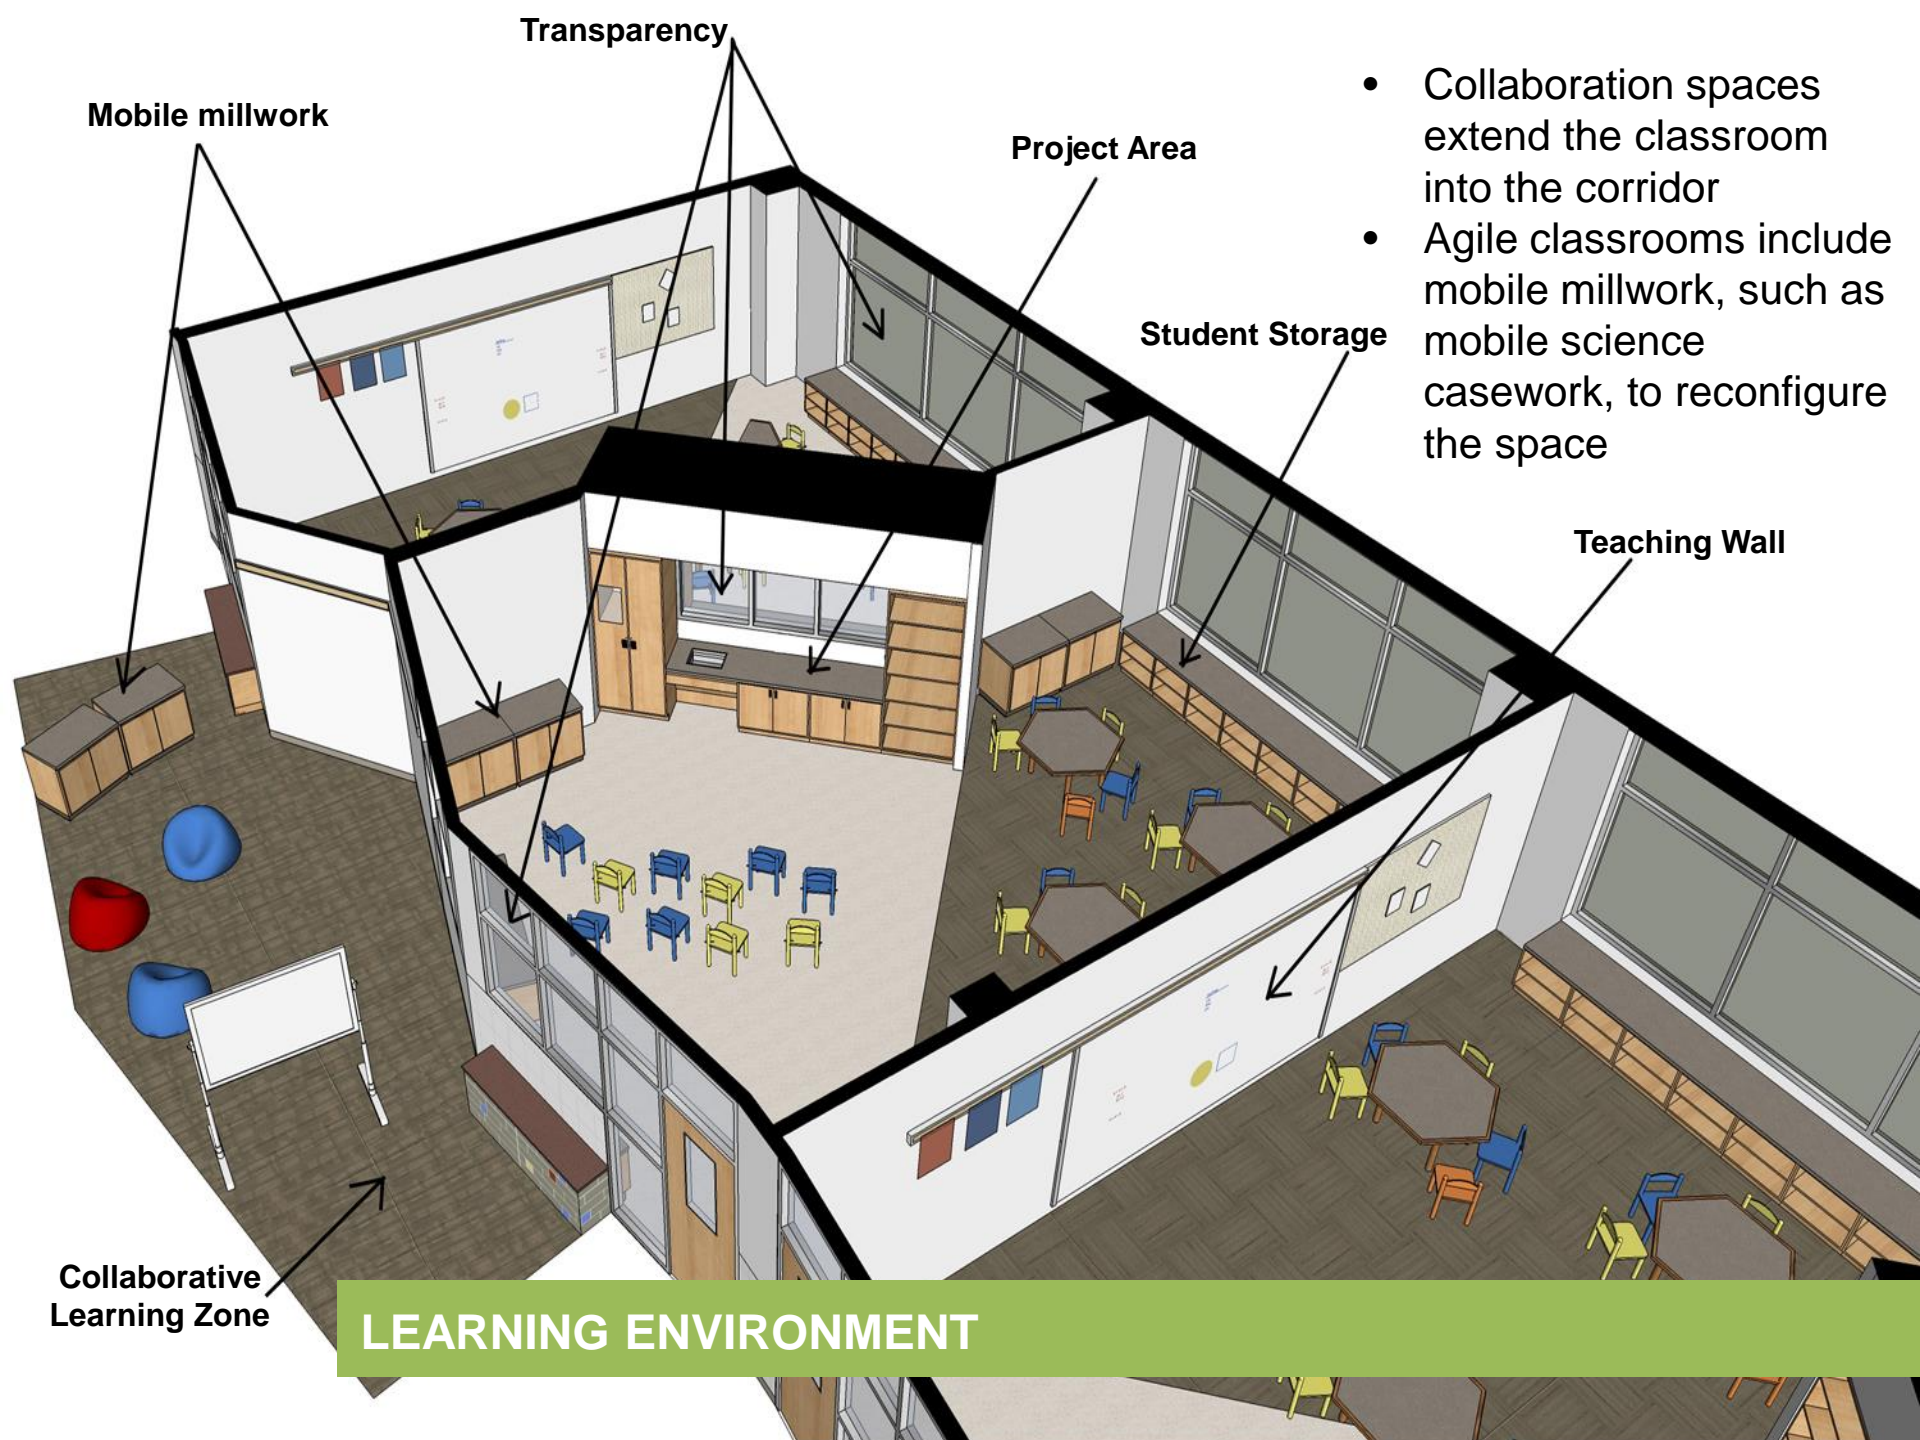 Transparency
Mobile millwork
Project Area
Student Storage
Teaching Wall
• Collaboration spaces
extend the classroom
into the corridor
• Agile classrooms include
mobile millwork, such as
mobile science
casework, to reconfigure
the space
Collaborative
Learning Zone
LEARNING ENVIRONMENT